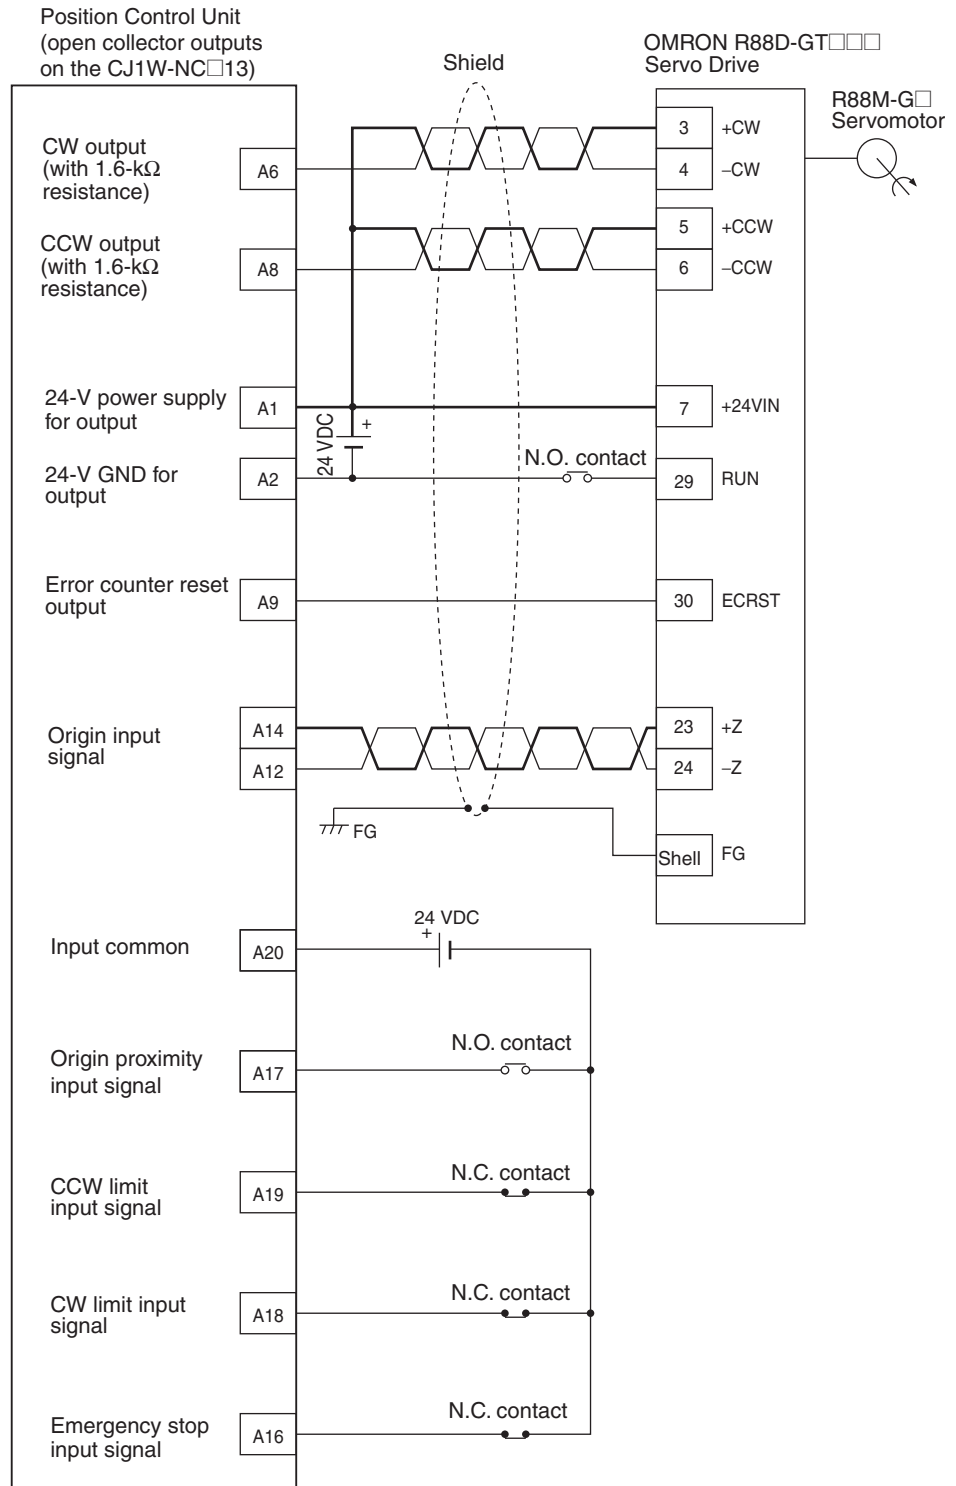 Position Control Unit
(open collector outputs
on the CJ1W-NC□13)
Shield
OMRON R88D-GT□□□
Servo Drive
R88M-G□
Servomotor
CW output
(with 1.6-kΩ
resistance)
A6
3
+CW
4
–CW
CCW output
(with 1.6-kΩ
resistance)
A8
5
+CCW
6
–CCW
24-V power supply
for output
A1
7
+24VIN
24 VDC
+
24-V GND for
output
A2
N.O. contact
29
RUN
Error counter reset
output
A9
30
ECRST
Origin input
signal
A14
A12
23
+Z
24
–Z
FG
Shell
FG
Input common
A20
24 VDC
+
Origin proximity
input signal
A17
N.O. contact
CCW limit
input signal
A19
N.C. contact
CW limit input
signal
A18
N.C. contact
Emergency stop
input signal
A16
N.C. contact